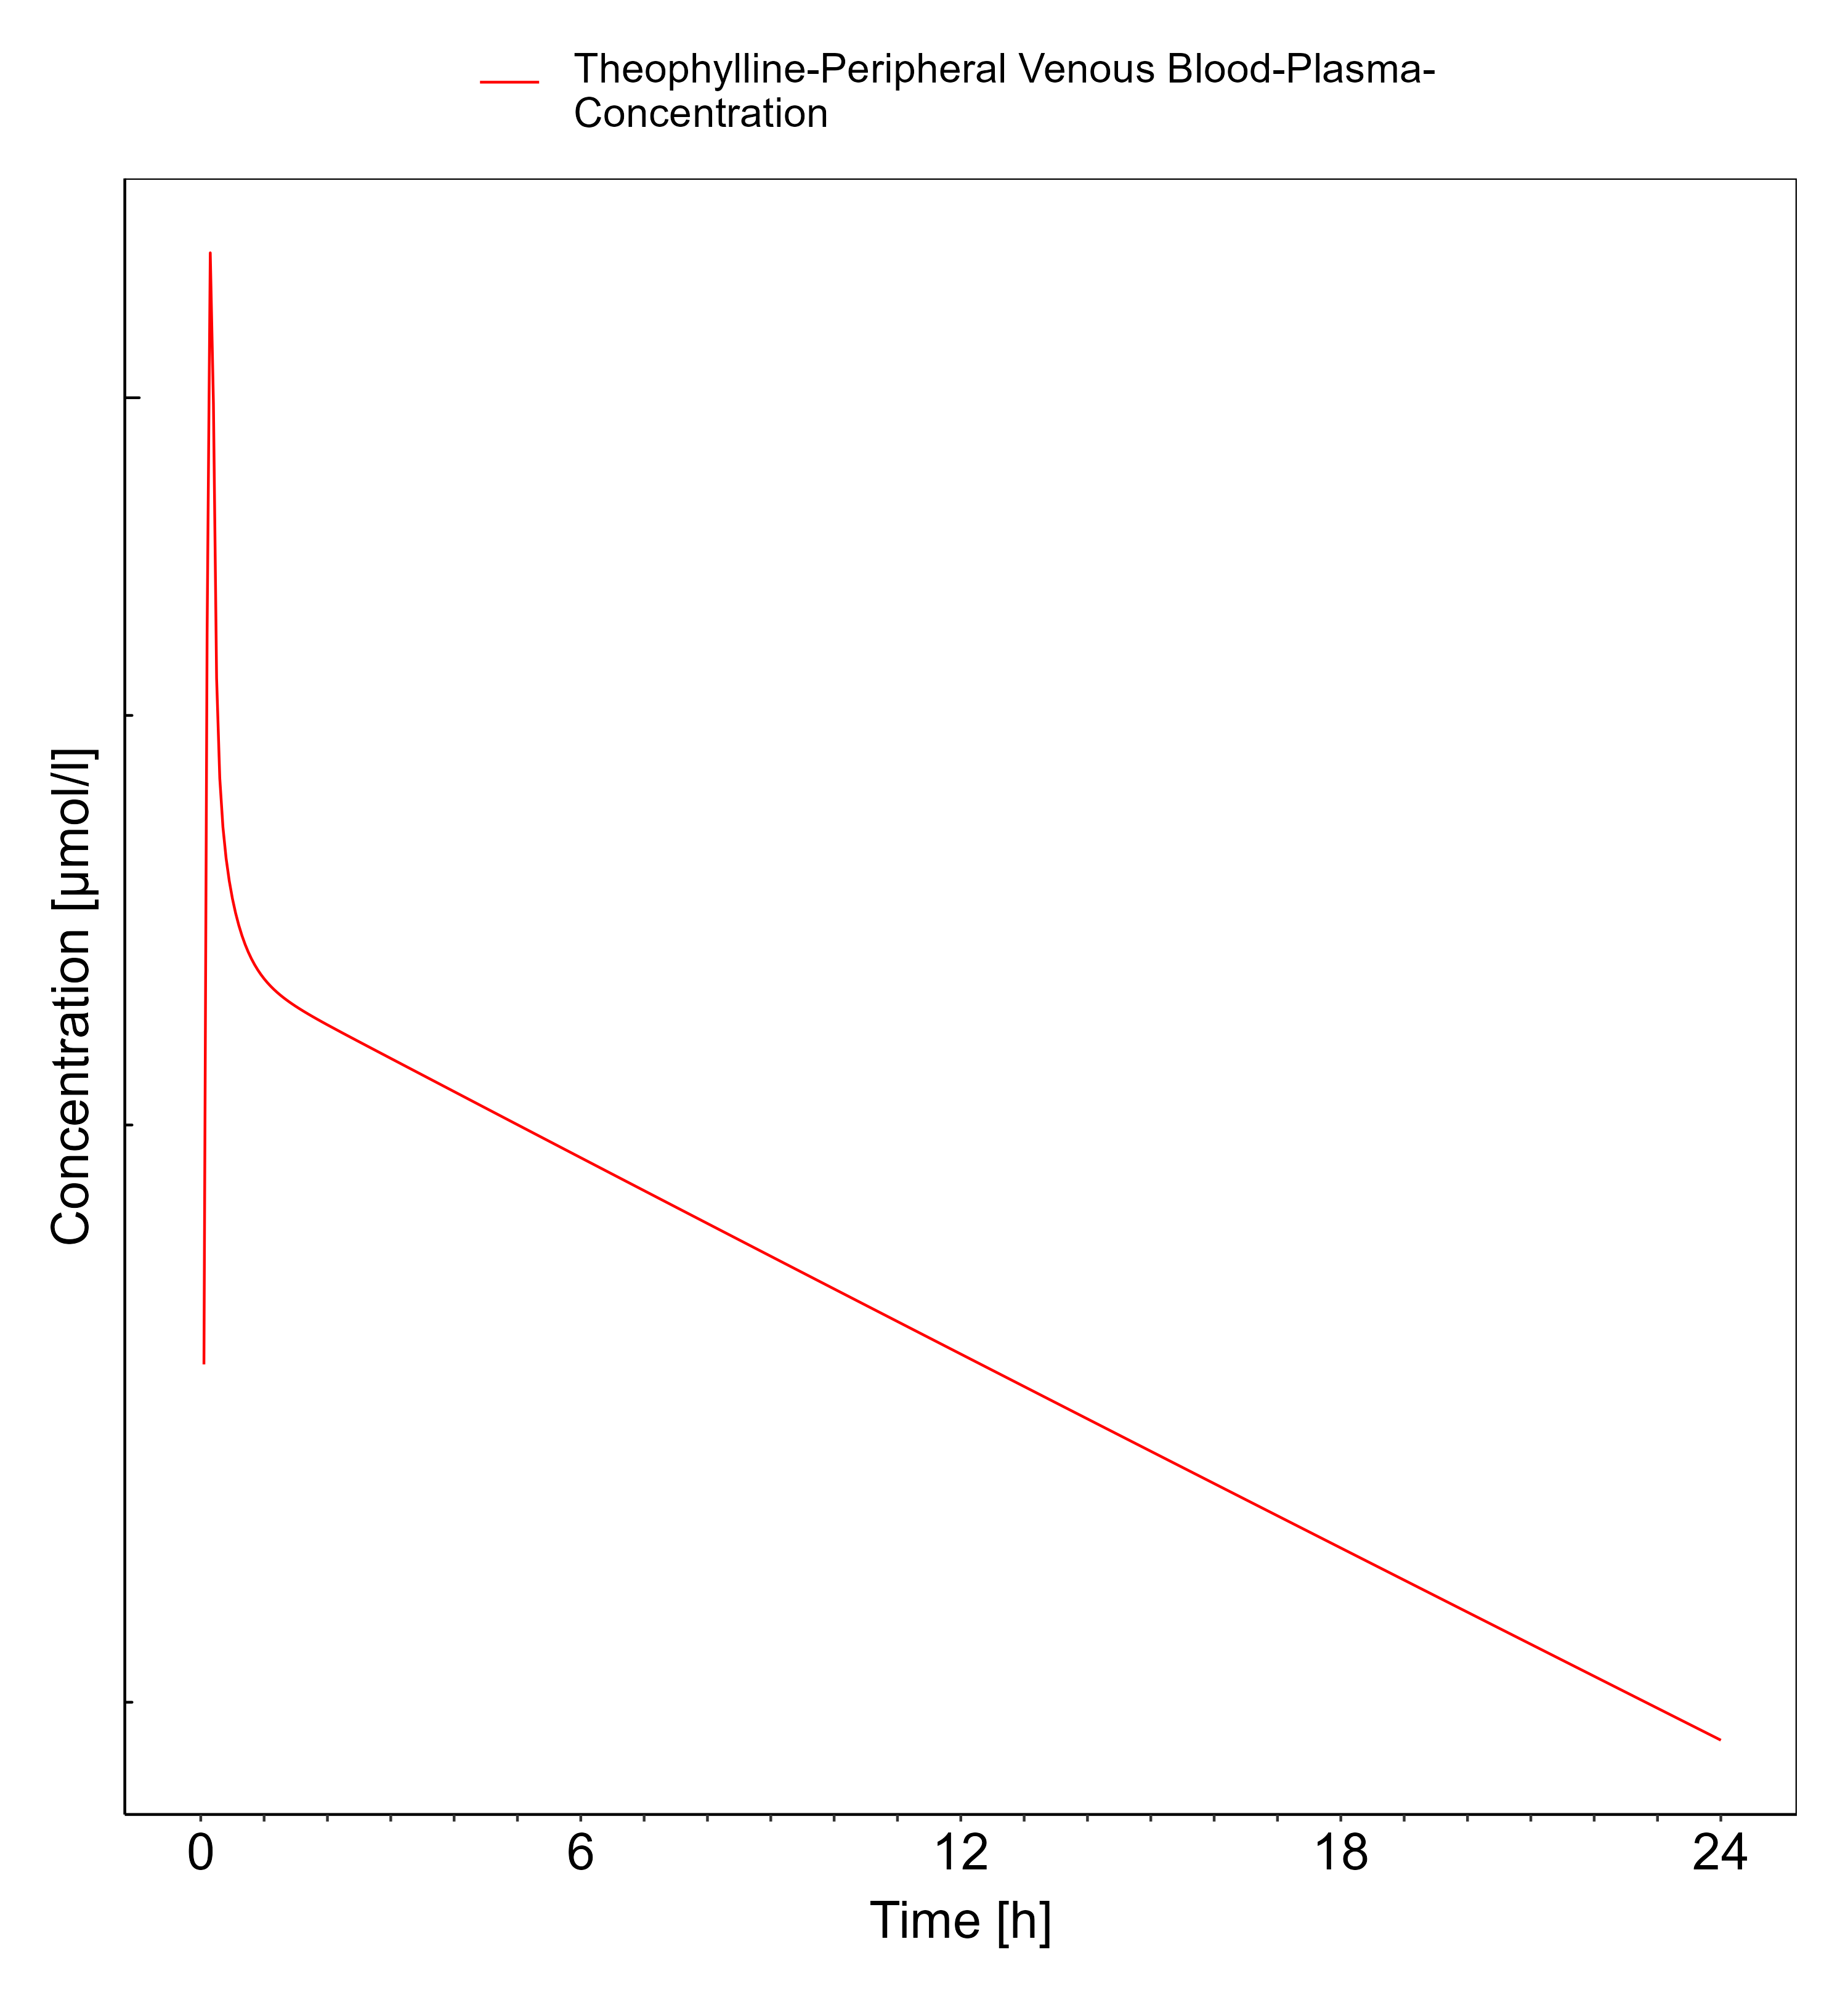 Theophylline-Peripheral Venous Blood-Plasma-
Concentration
Concentration [µmol/l]
0
6
12
18
24
Time [h]